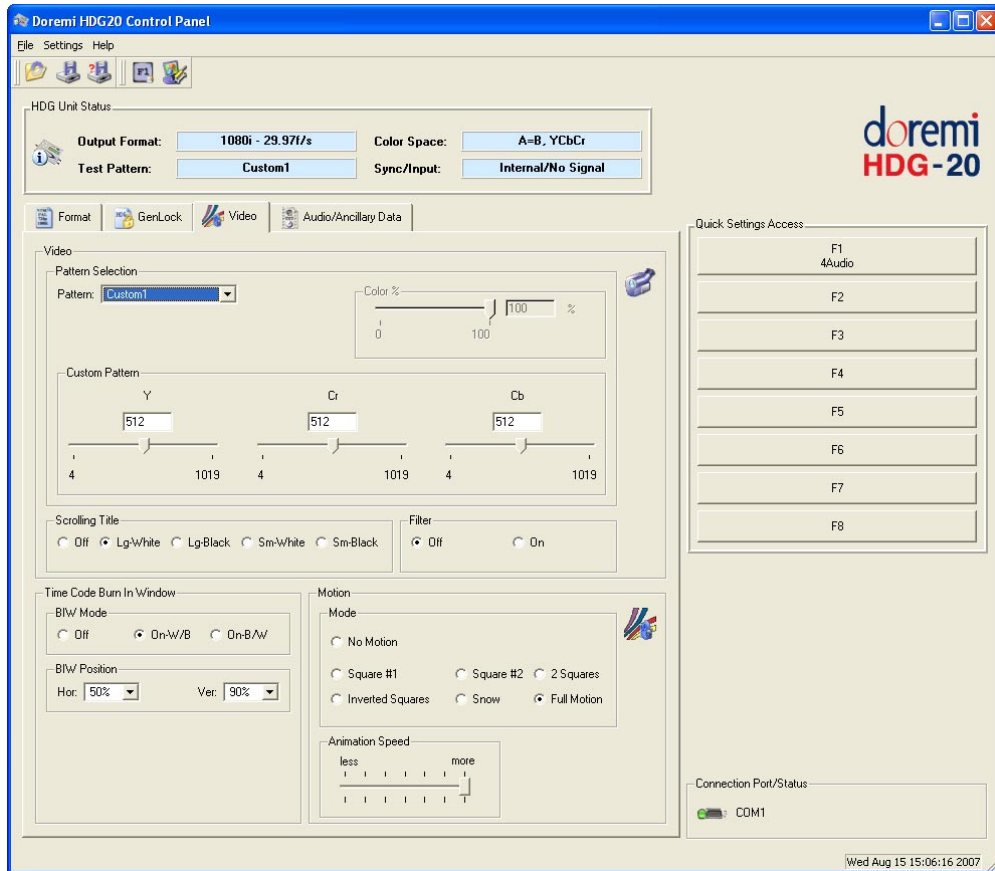 Doremi HDG20 Control Panel
File Settings Help
F1
HDG Unit Status
Output Format: 1080i - 29.97f/s Color Space: A=B, YCbCr
Test Pattern: Custom1 Sync/Input: Internal/No Signal
doremi
HDG-20
Format GenLock Video Audio/Ancillary Data
Video
Pattern Selection
Pattern: Custom1
Color %
100 %
0 100
Custom Pattern
Y Cr Cb
512 512 512
4 1019 4 1019 4 1019
Scrolling Title
Off Lg-White Lg-Black Sm-White Sm-Black
Filter
Off On
Time Code Burn In Window
BIW Mode
Off On-W/B On-B/W
BIW Position
Hor: 50% Ver: 90%
Motion
Mode
No Motion
Square #1 Square #2 2 Squares
Inverted Squares Snow Full Motion
Animation Speed
less more
Quick Settings Access
F1
4Audio
F2
F3
F4
F5
F6
F7
F8
Connection Port/Status
COM1
Wed Aug 15 15:06:16 2007